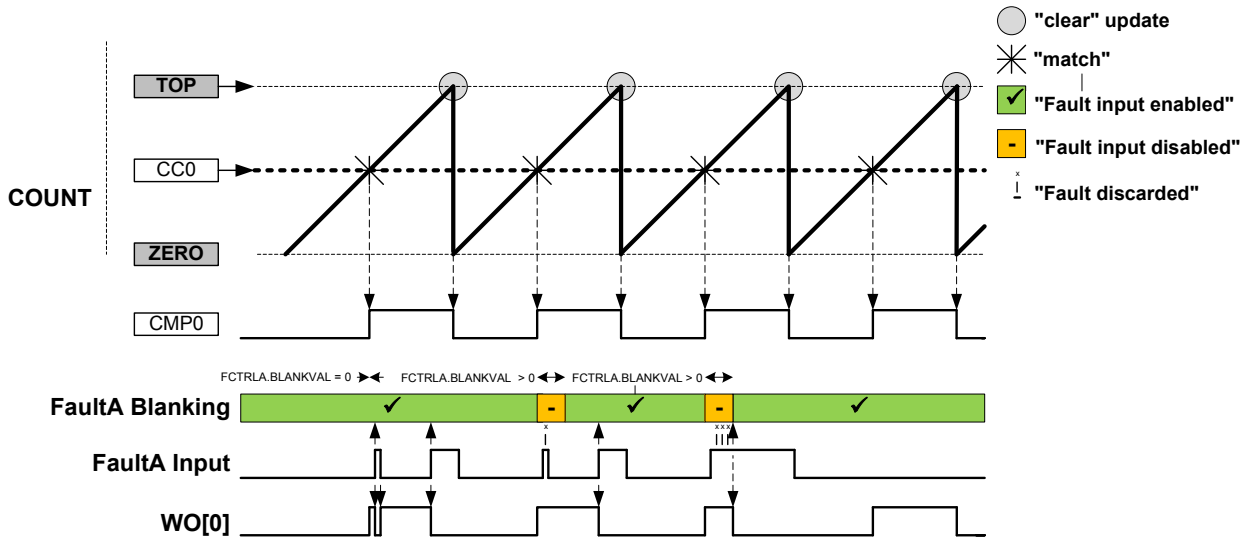 "clear" update
"match"
TOP
✓ "Fault input enabled"
- "Fault input disabled"
CC0
x
"Fault discarded"
COUNT
ZERO
CMP0
FCTRLA.BLANKVAL = 0 FCTRLA.BLANKVAL > 0 FCTRLA.BLANKVAL > 0
FaultA Blanking ✓ - ✓ - ✓
x xxx
FaultA Input
WO[0]